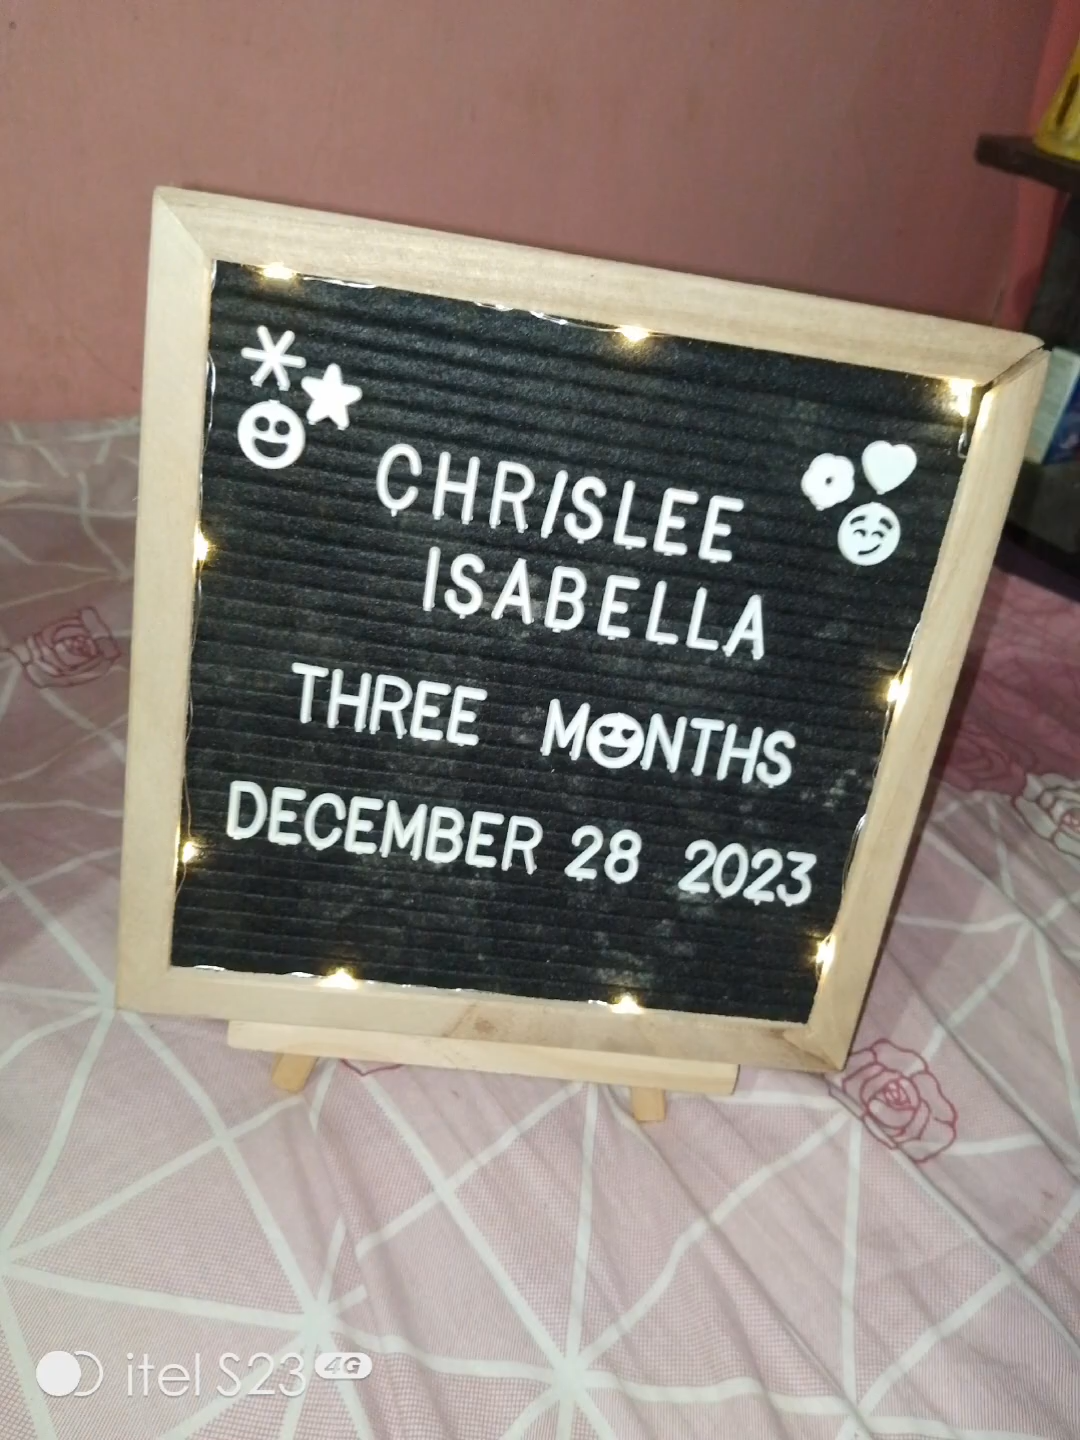 CHRISLEE
ISABELLA
THREE MONTHS
DECEMBER 28 2023
itel S23 4G